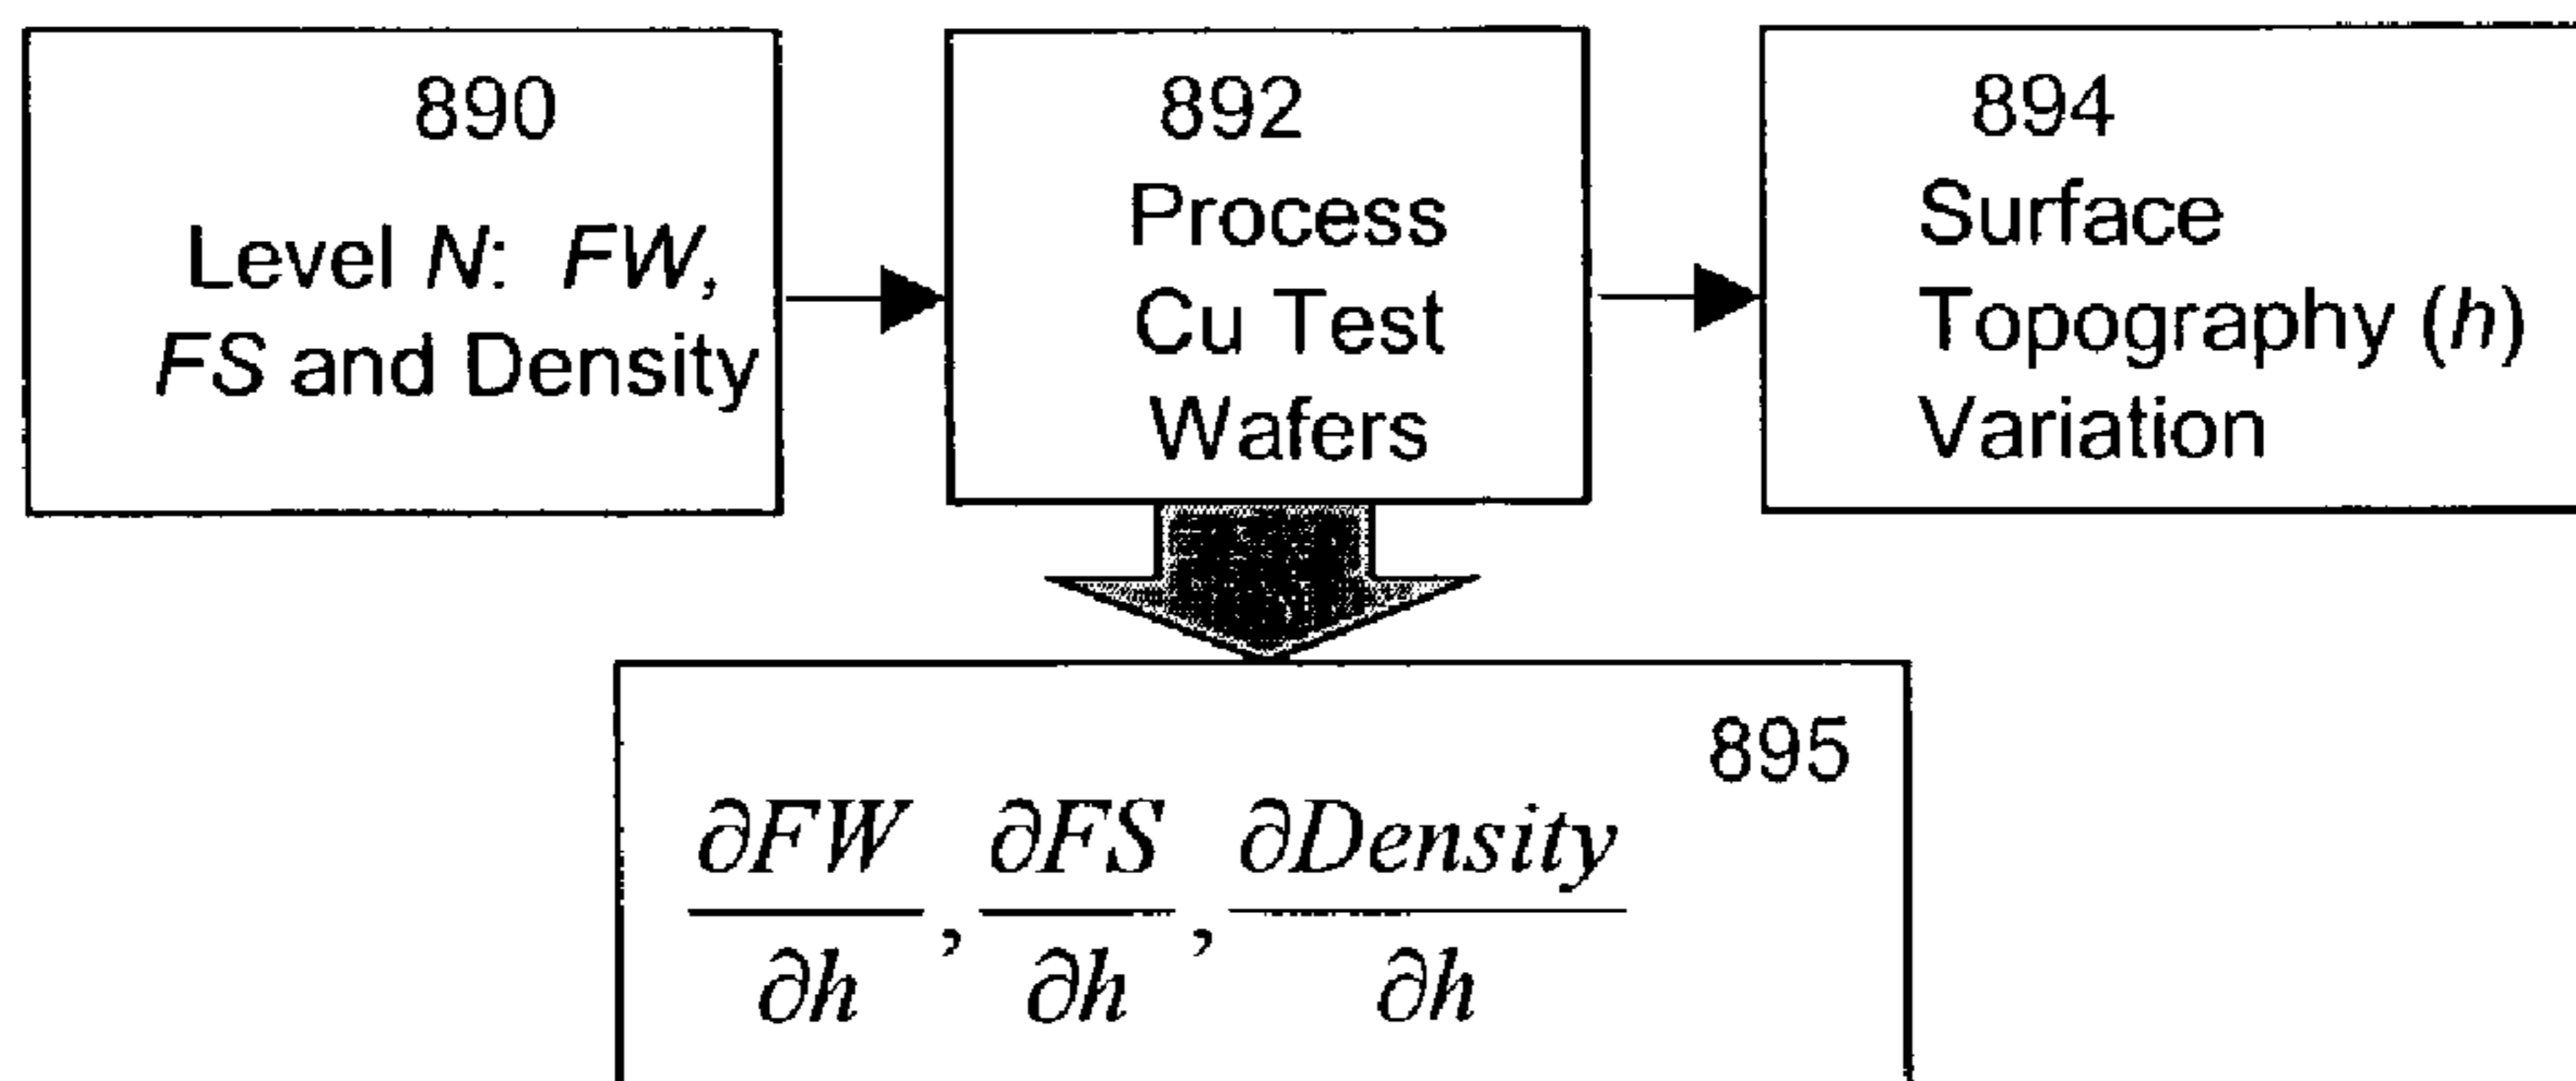 890
Level N: FW,
FS and Density
892
Process
Cu Test
Wafers
894
Surface
Topography (h)
Variation
895
∂FW/∂h, ∂FS/∂h, ∂Density/∂h